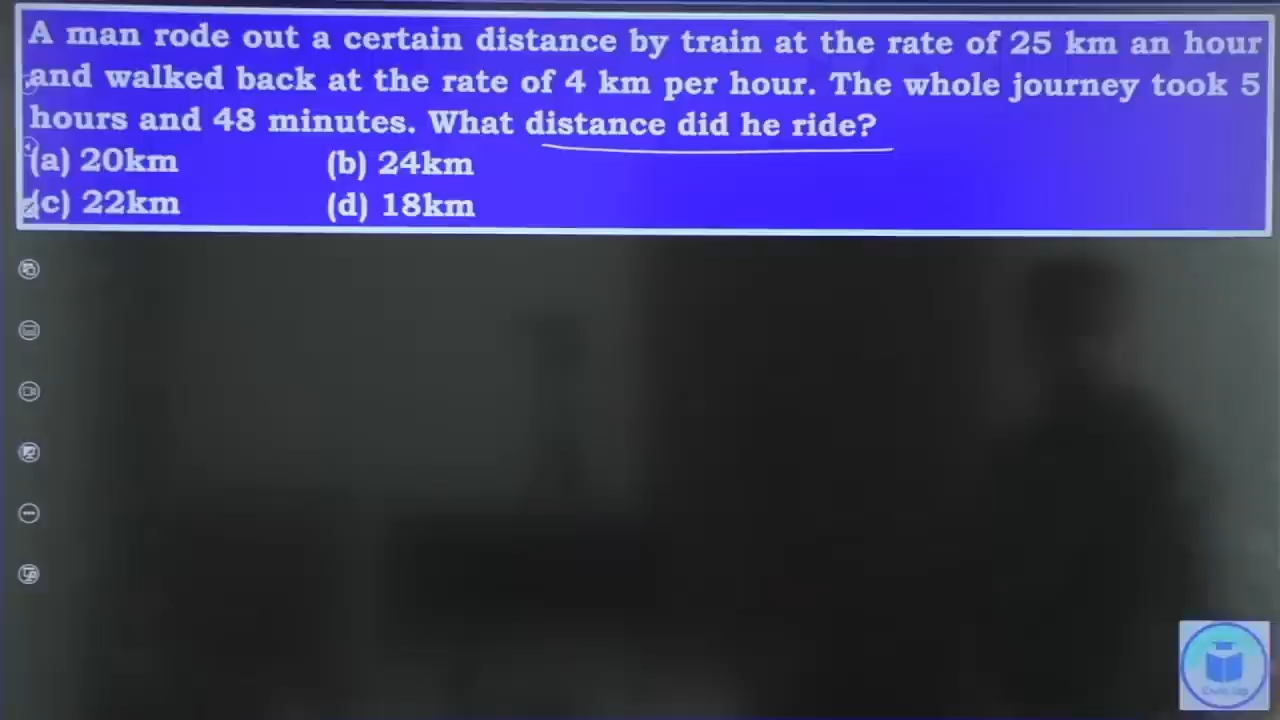 A man rode out a certain distance by train at the rate of 25 km an hour
and walked back at the rate of 4 km per hour. The whole journey took 5
hours and 48 minutes. What distance did he ride?
(a) 20km (b) 24km
(c) 22km (d) 18km